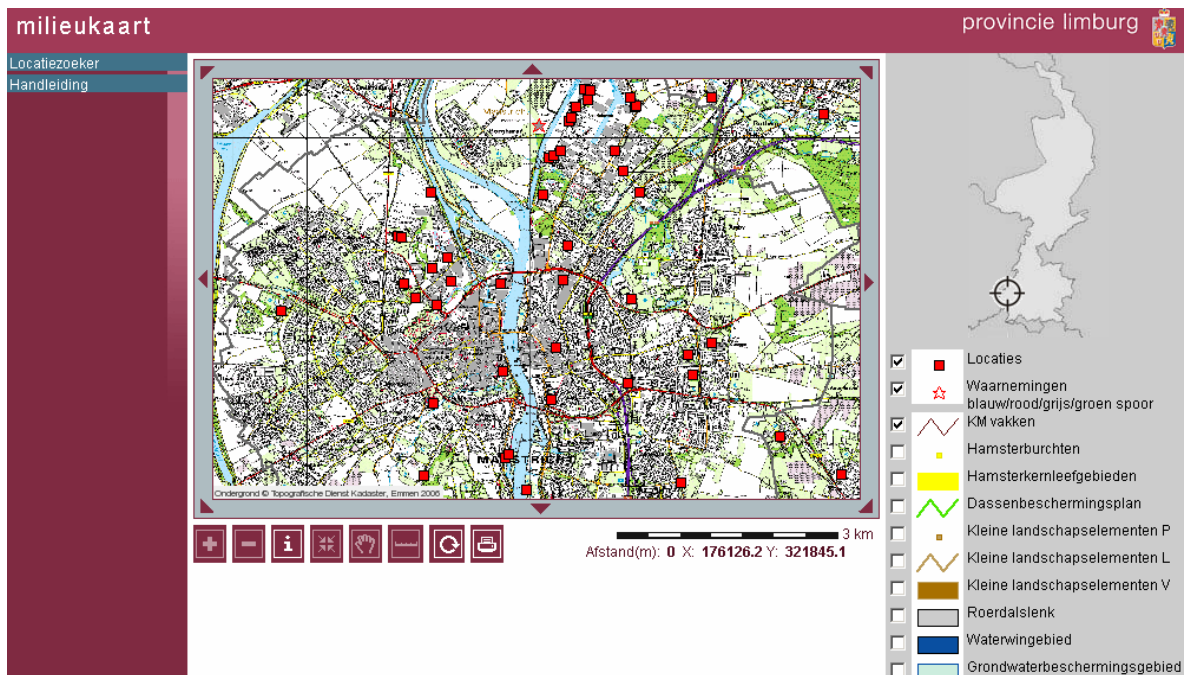 milieukaart
provincie limburg
Locatiezoeker
Handleiding
MAASTRICHT
Ondergrond © Topografische Dienst Kadaster, Emmen 2006
3 km
Afstand(m): 0 X: 176126.2 Y: 321845.1
Locaties
Waarnemingen
blauw/rood/grijs/groen spoor
KM vakken
Hamsterburchten
Hamsterkernleefgebieden
Dassenbeschermingsplan
Kleine landschapselementen P
Kleine landschapselementen L
Kleine landschapselementen V
Roerdalslenk
Waterwingebied
Grondwaterbeschermingsgebied